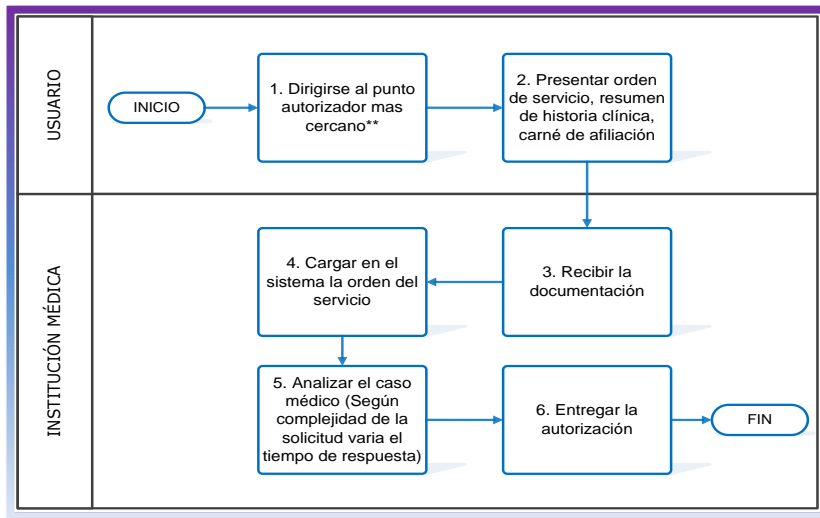 USUARIO
INICIO
1. Dirigirse al punto
autorizador mas
cercano**
2. Presentar orden
de servicio, resumen
de historia clínica,
carné de afiliación
INSTITUCIÓN MÉDICA
4. Cargar en el
sistema la orden del
servicio
3. Recibir la
documentación
5. Analizar el caso
médico (Según
complejidad de la
solicitud varia el
tiempo de respuesta)
6. Entregar la
autorización
FIN